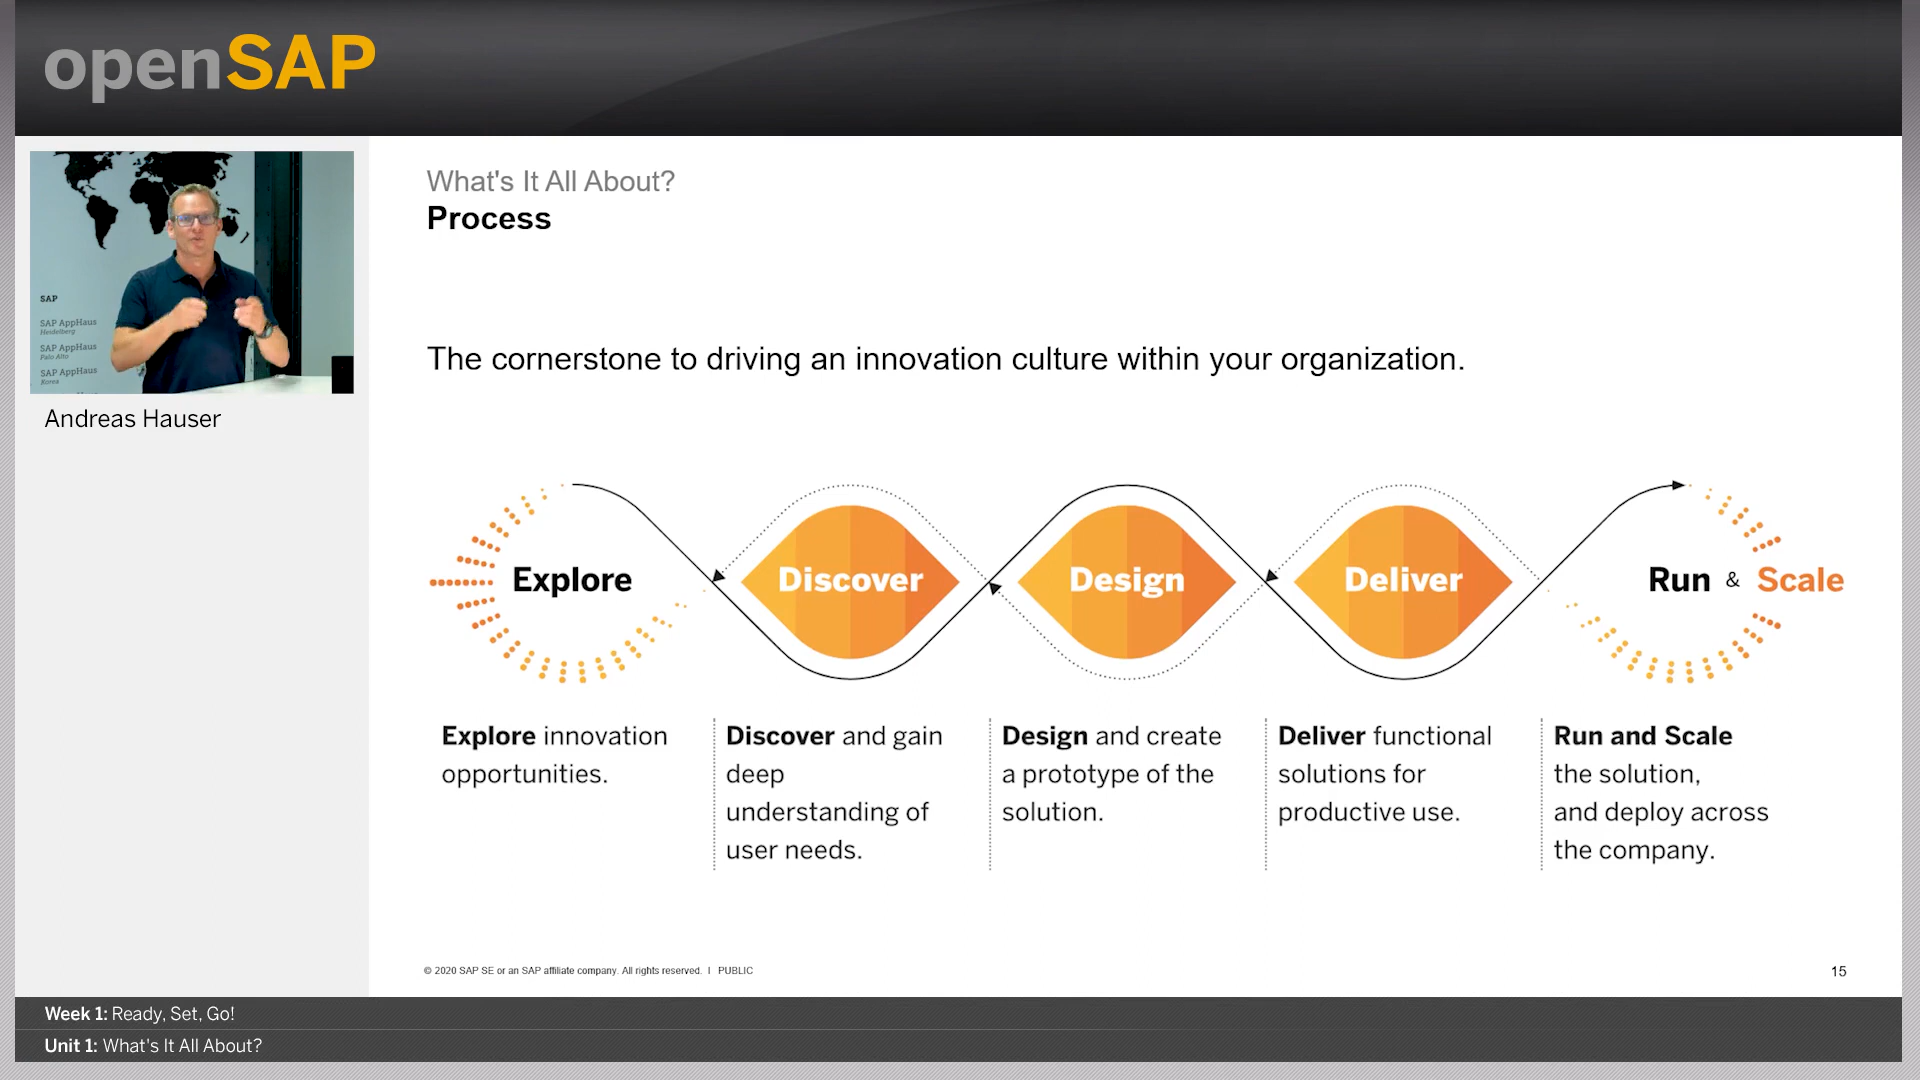 openSAP
SAP
SAP AppHaus
Heidelberg
SAP AppHaus
Palo Alto
SAP AppHaus
Korea
Andreas Hauser
What's It All About?
Process
The cornerstone to driving an innovation culture within your organization.
Explore
Discover
Design
Deliver
Run & Scale
Explore innovation
opportunities.
Discover and gain
deep
understanding of
user needs.
Design and create
a prototype of the
solution.
Deliver functional
solutions for
productive use.
Run and Scale
the solution,
and deploy across
the company.
© 2020 SAP SE or an SAP affiliate company. All rights reserved. I PUBLIC
15
Week 1: Ready, Set, Go!
Unit 1: What's It All About?